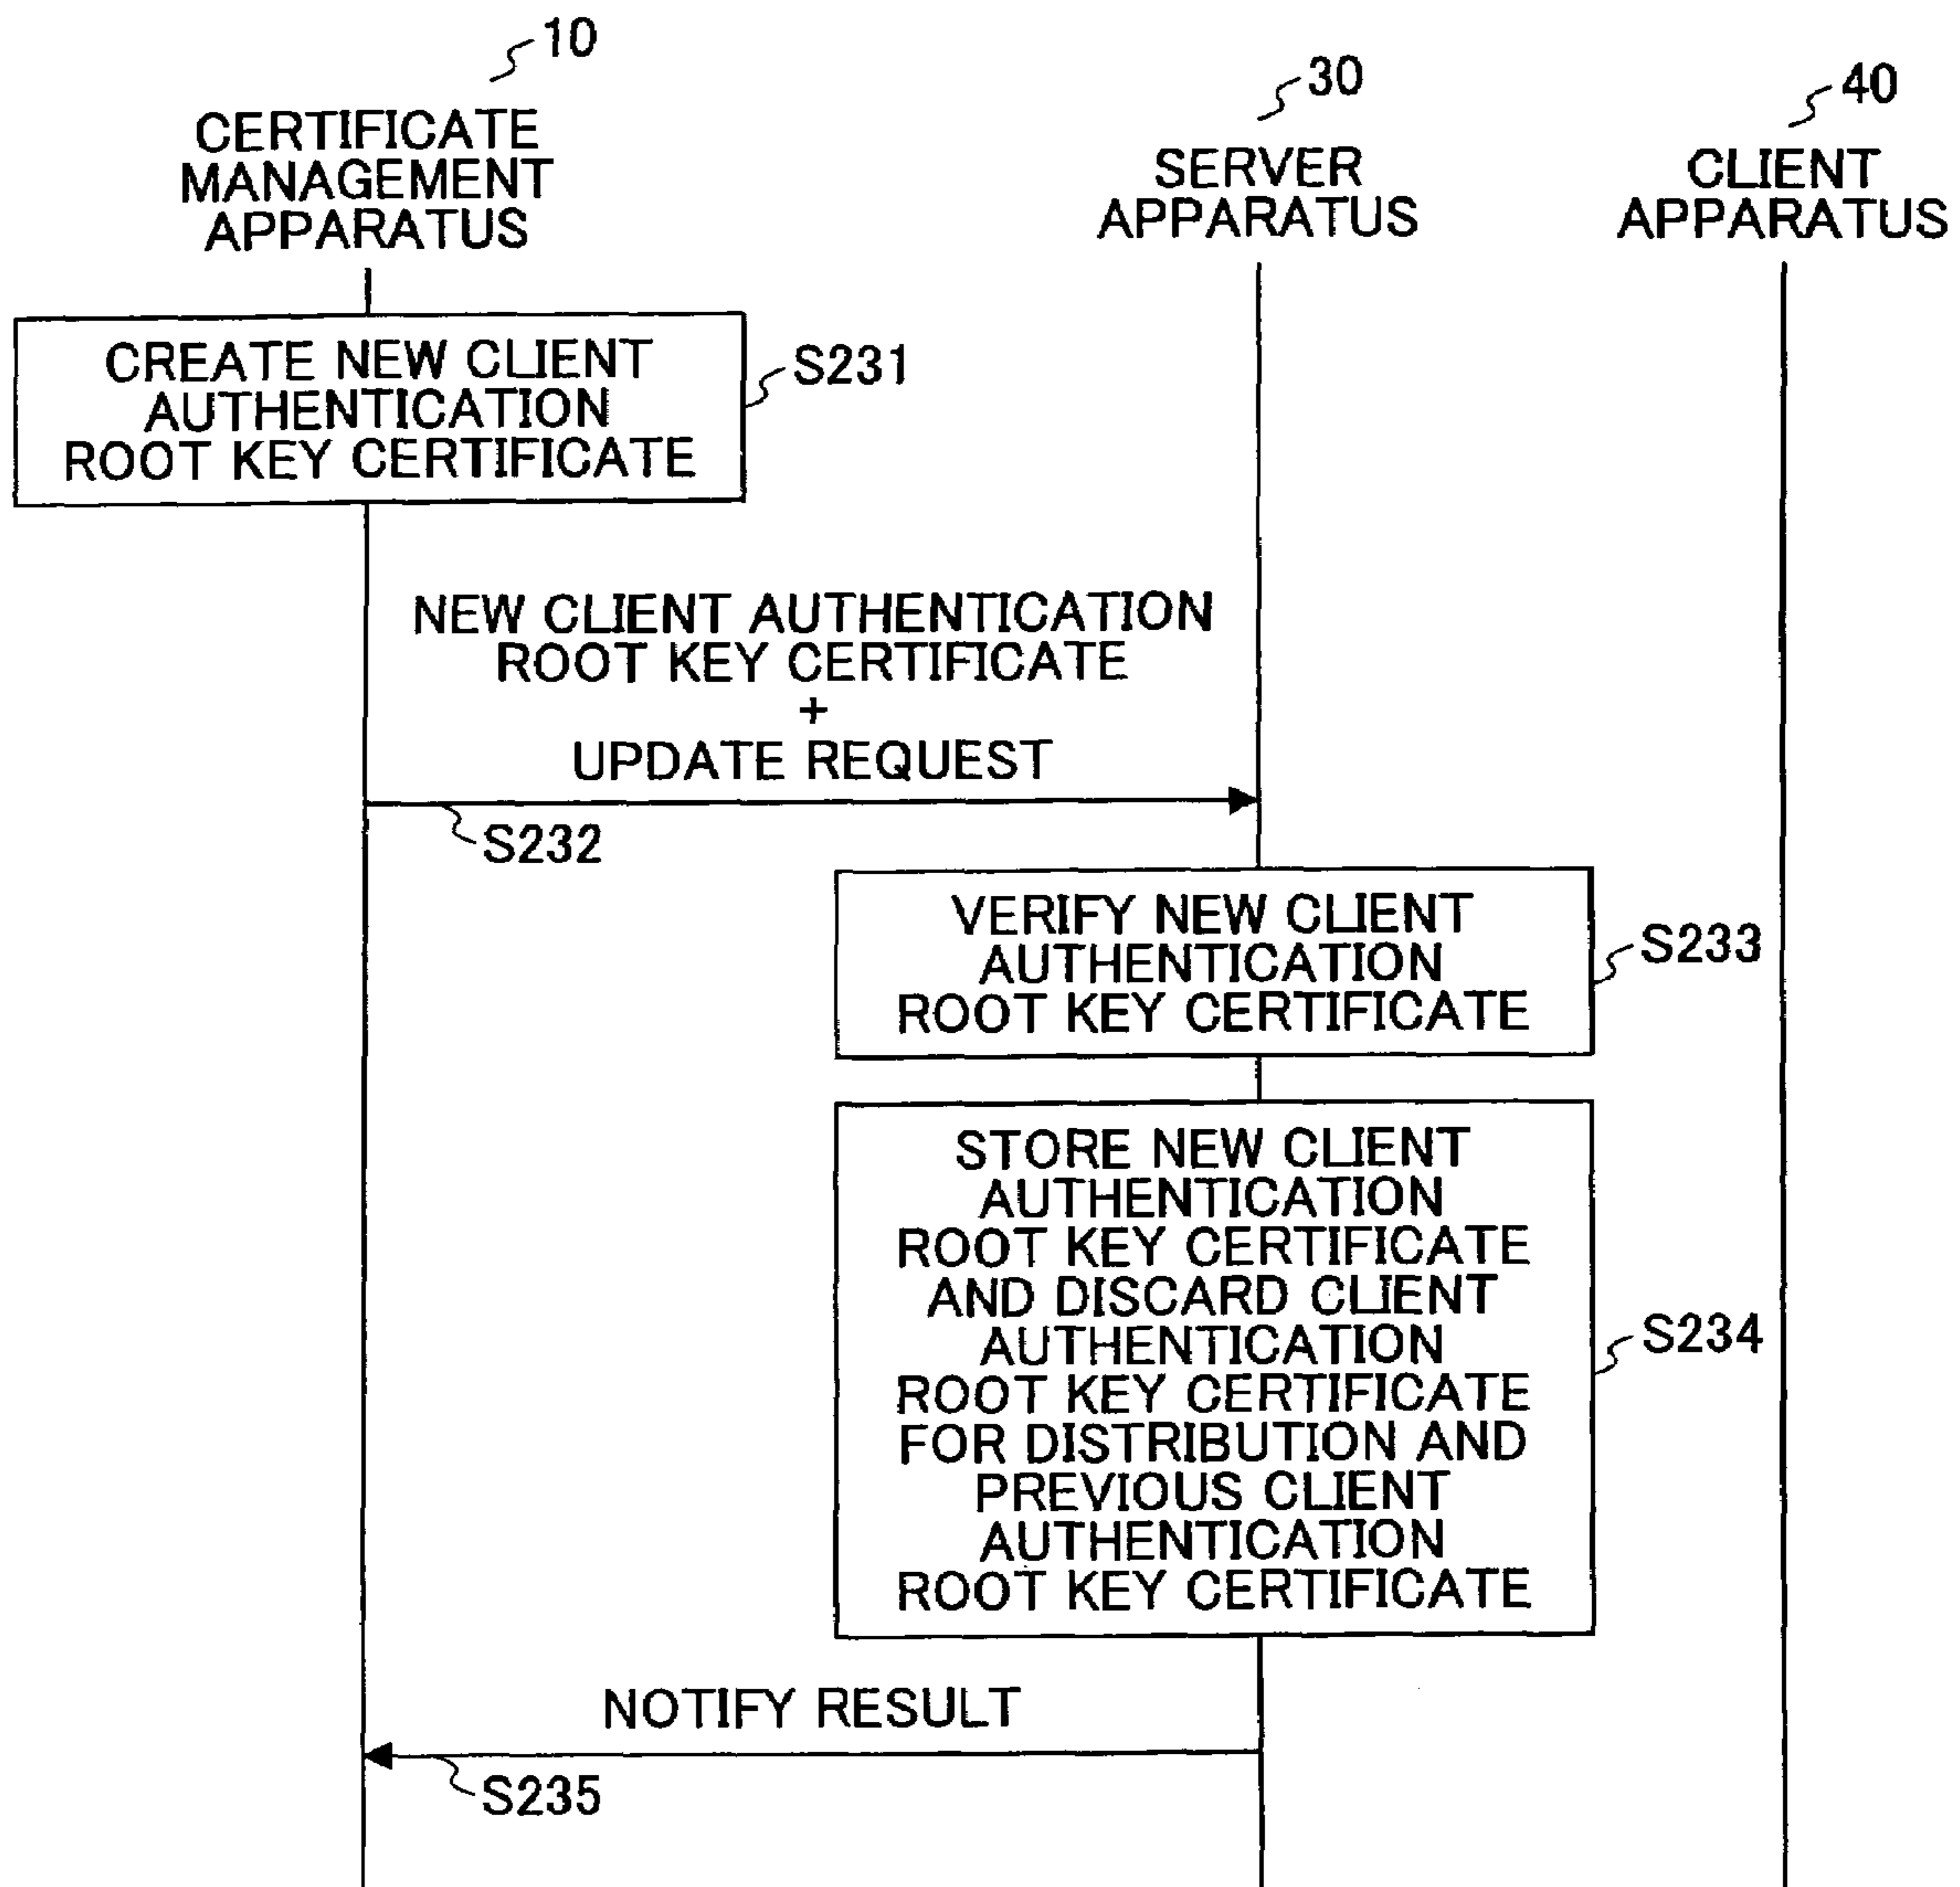 10
CERTIFICATE
MANAGEMENT
APPARATUS
30
SERVER
APPARATUS
40
CLIENT
APPARATUS
CREATE NEW CLIENT
AUTHENTICATION
ROOT KEY CERTIFICATE
S231
NEW CLIENT AUTHENTICATION
ROOT KEY CERTIFICATE
+
UPDATE REQUEST
S232
VERIFY NEW CLIENT
AUTHENTICATION
ROOT KEY CERTIFICATE
S233
STORE NEW CLIENT
AUTHENTICATION
ROOT KEY CERTIFICATE
AND DISCARD CLIENT
AUTHENTICATION
ROOT KEY CERTIFICATE
FOR DISTRIBUTION AND
PREVIOUS CLIENT
AUTHENTICATION
ROOT KEY CERTIFICATE
S234
NOTIFY RESULT
S235